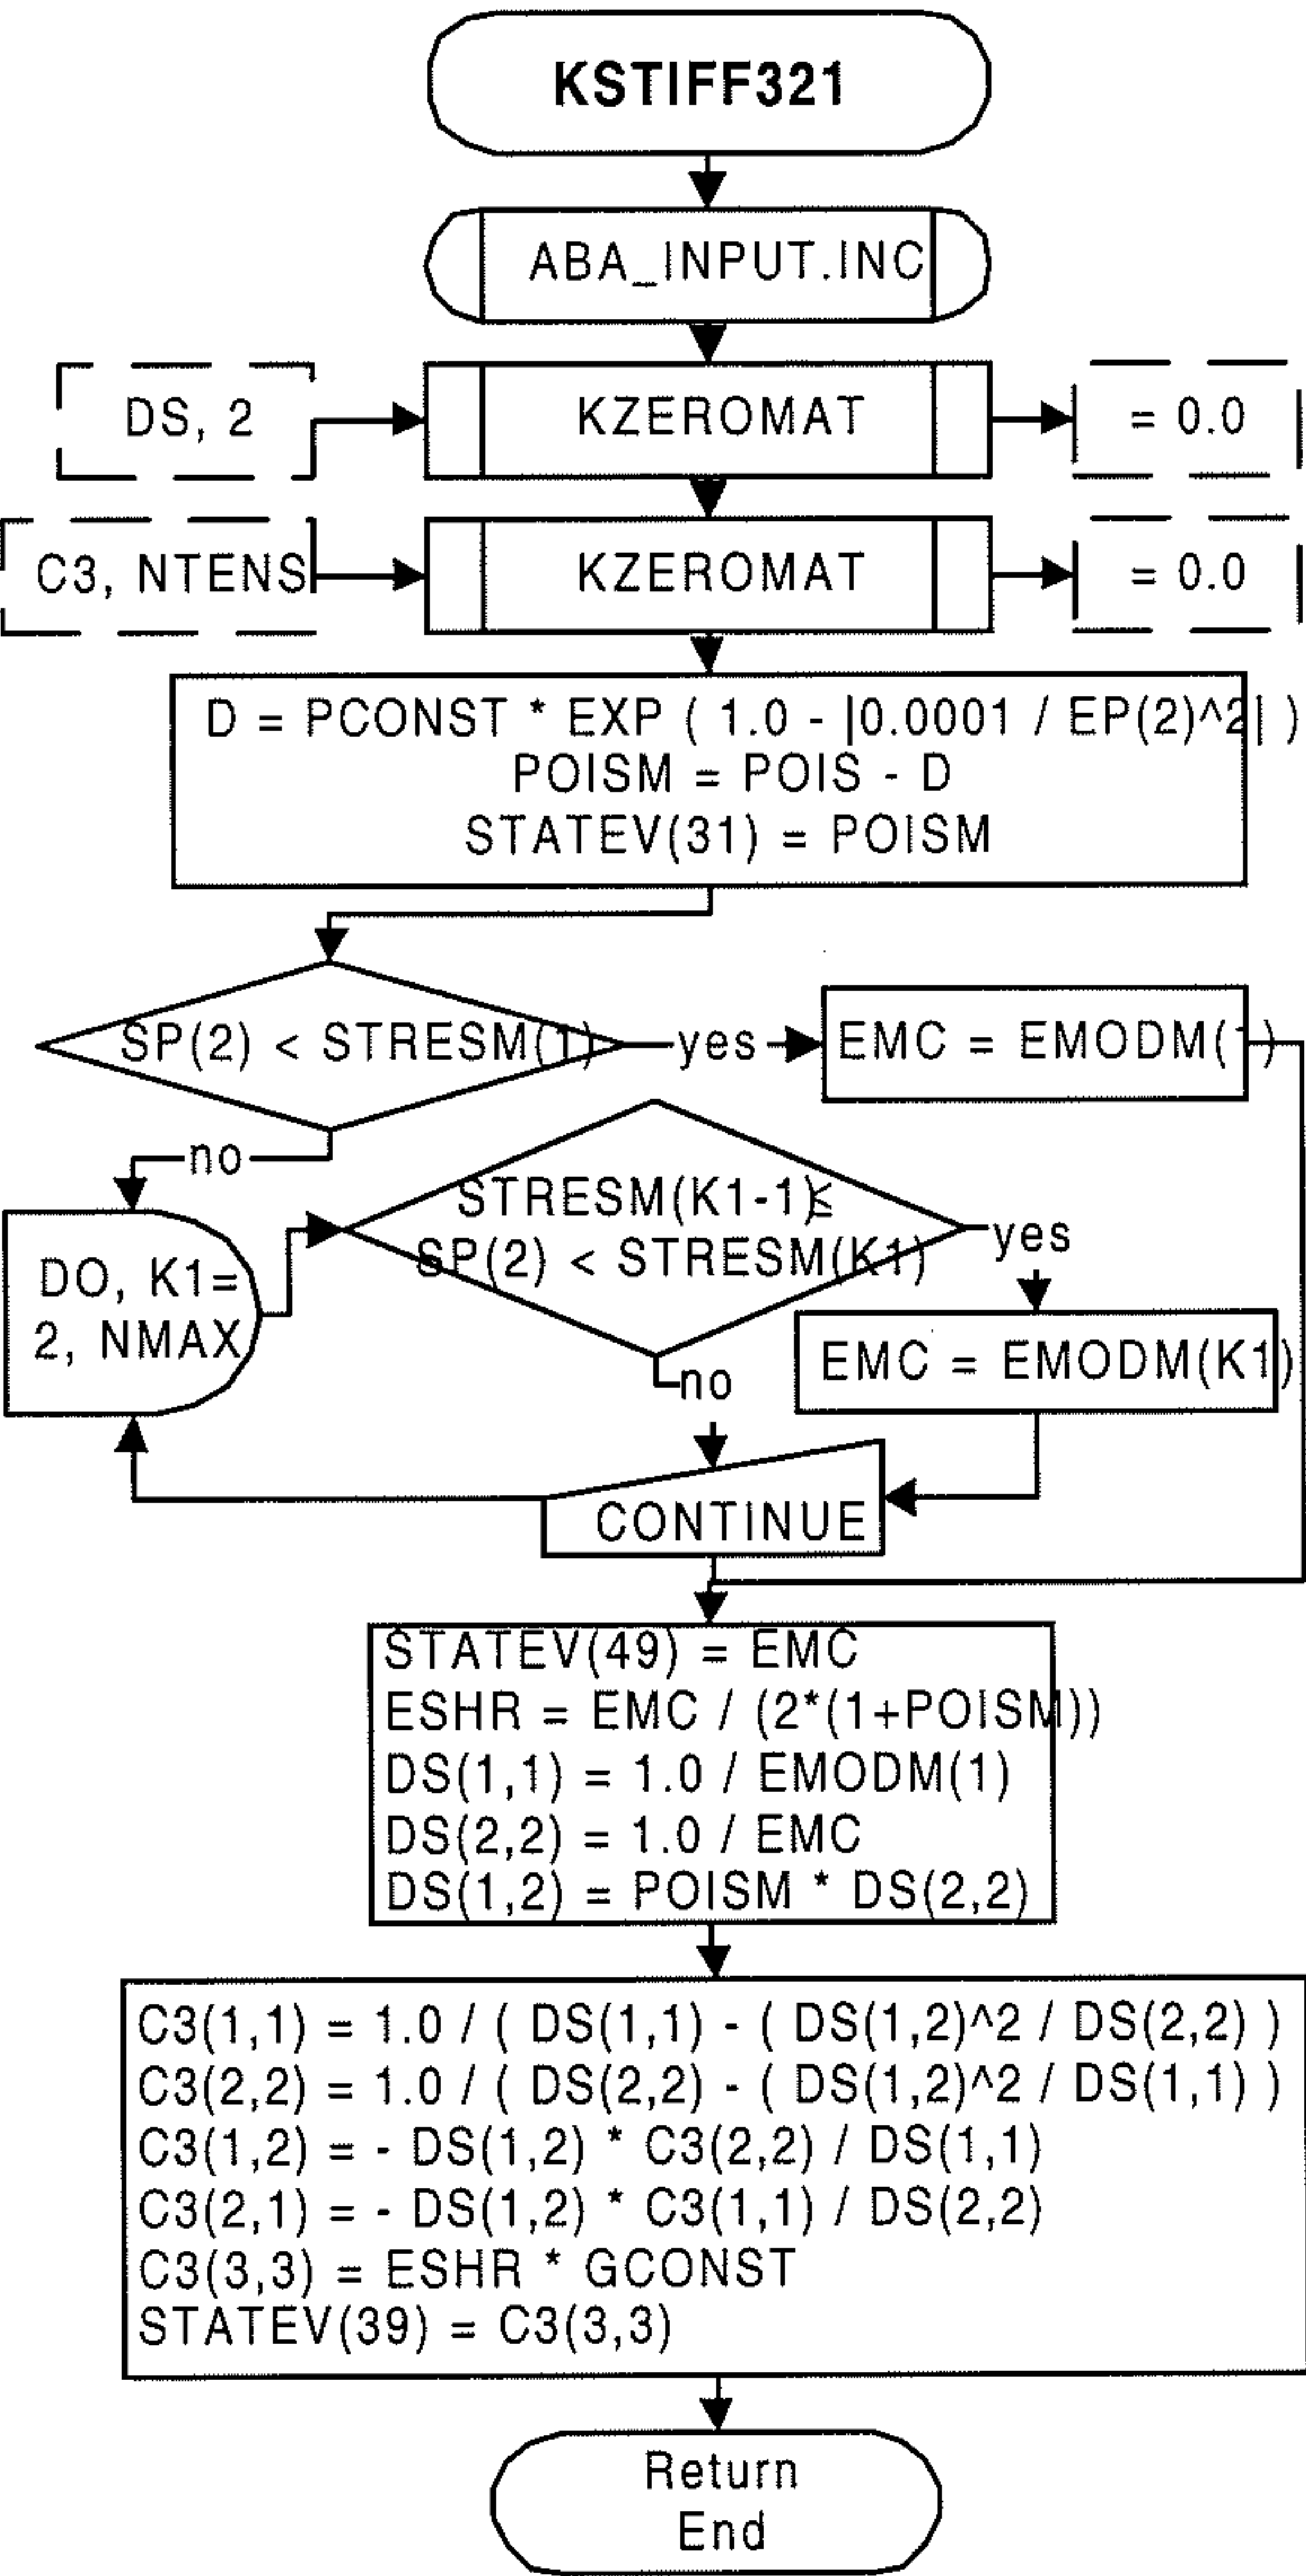 KSTIFF321
ABA_INPUT.INC
DS, 2
KZEROMAT
= 0.0
C3, NTENS
KZEROMAT
= 0.0
D = PCONST * EXP ( 1.0 - |0.0001 / EP(2)^2| )
POISM = POIS - D
STATEV(31) = POISM
SP(2) < STRESM(1)
yes
EMC = EMODM(1)
no
DO, K1=
2, NMAX
STRESM(K1-1)≤
SP(2) < STRESM(K1)
yes
EMC = EMODM(K1)
no
CONTINUE
STATEV(49) = EMC
ESHR = EMC / (2*(1+POISM))
DS(1,1) = 1.0 / EMODM(1)
DS(2,2) = 1.0 / EMC
DS(1,2) = POISM * DS(2,2)
C3(1,1) = 1.0 / ( DS(1,1) - ( DS(1,2)^2 / DS(2,2) )
C3(2,2) = 1.0 / ( DS(2,2) - ( DS(1,2)^2 / DS(1,1) )
C3(1,2) = - DS(1,2) * C3(2,2) / DS(1,1)
C3(2,1) = - DS(1,2) * C3(1,1) / DS(2,2)
C3(3,3) = ESHR * GCONST
STATEV(39) = C3(3,3)
Return
End